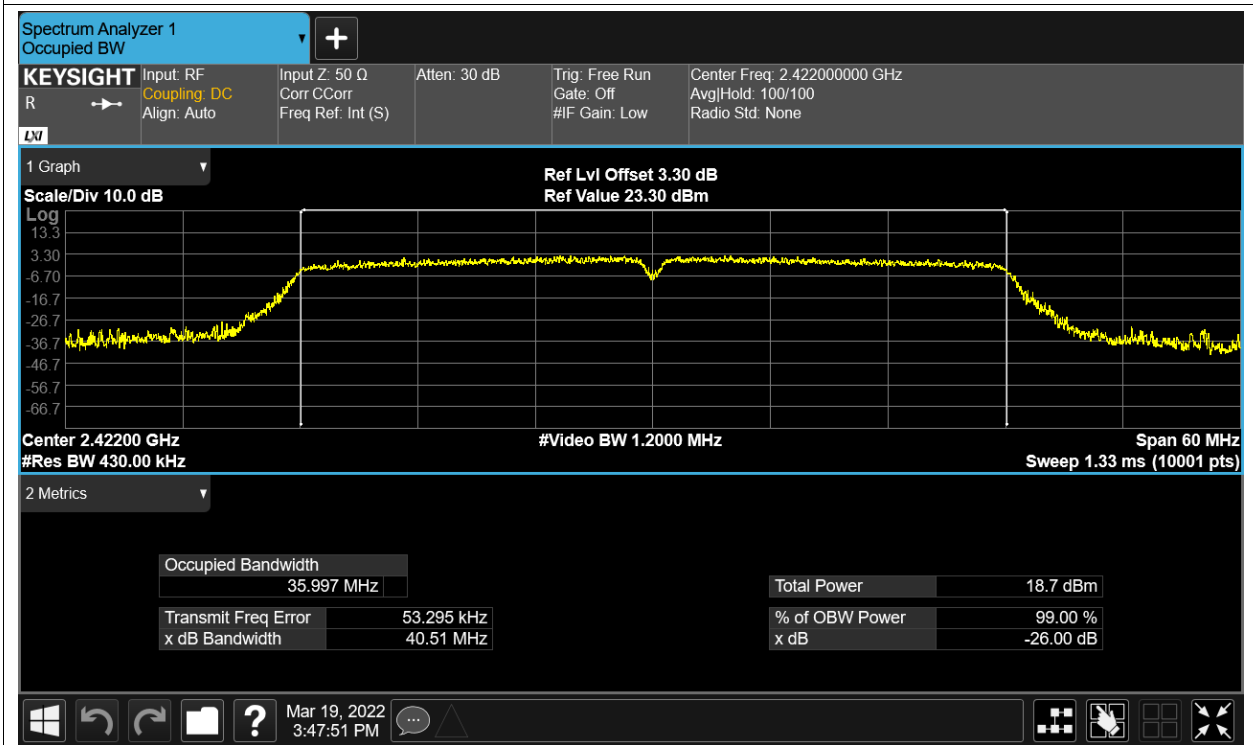 Spectrum Analyzer 1
Occupied BW
KEYSIGHT
R
LXI
Input: RF
Coupling: DC
Align: Auto
Input Z: 50 Ω
Corr CCorr
Freq Ref: Int (S)
Atten: 30 dB
Trig: Free Run
Gate: Off
#IF Gain: Low
Center Freq: 2.422000000 GHz
Avg|Hold: 100/100
Radio Std: None
1 Graph
Scale/Div 10.0 dB
Ref Lvl Offset 3.30 dB
Ref Value 23.30 dBm
Log
13.3
3.30
-6.70
-16.7
-26.7
-36.7
-46.7
-56.7
-66.7
Center 2.42200 GHz
#Video BW 1.2000 MHz
Span 60 MHz
#Res BW 430.00 kHz
Sweep 1.33 ms (10001 pts)
2 Metrics
Occupied Bandwidth
35.997 MHz
Total Power 18.7 dBm
Transmit Freq Error 53.295 kHz
% of OBW Power 99.00 %
x dB Bandwidth 40.51 MHz
x dB -26.00 dB
?
Mar 19, 2022
3:47:51 PM